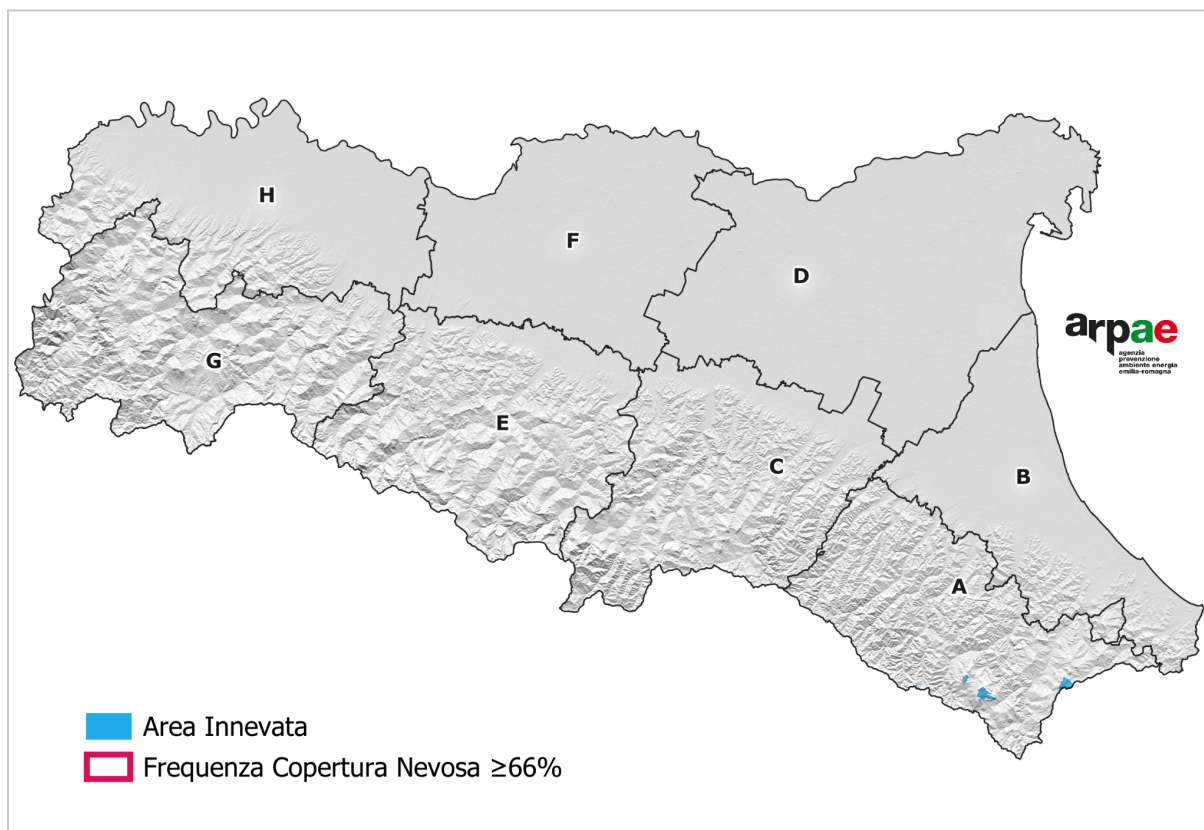 H
F
D
arpae
agenzia
prevenzione
ambiente energia
emilia-romagna
G
E
C
B
A
Area Innevata
Frequenza Copertura Nevosa ≥66%